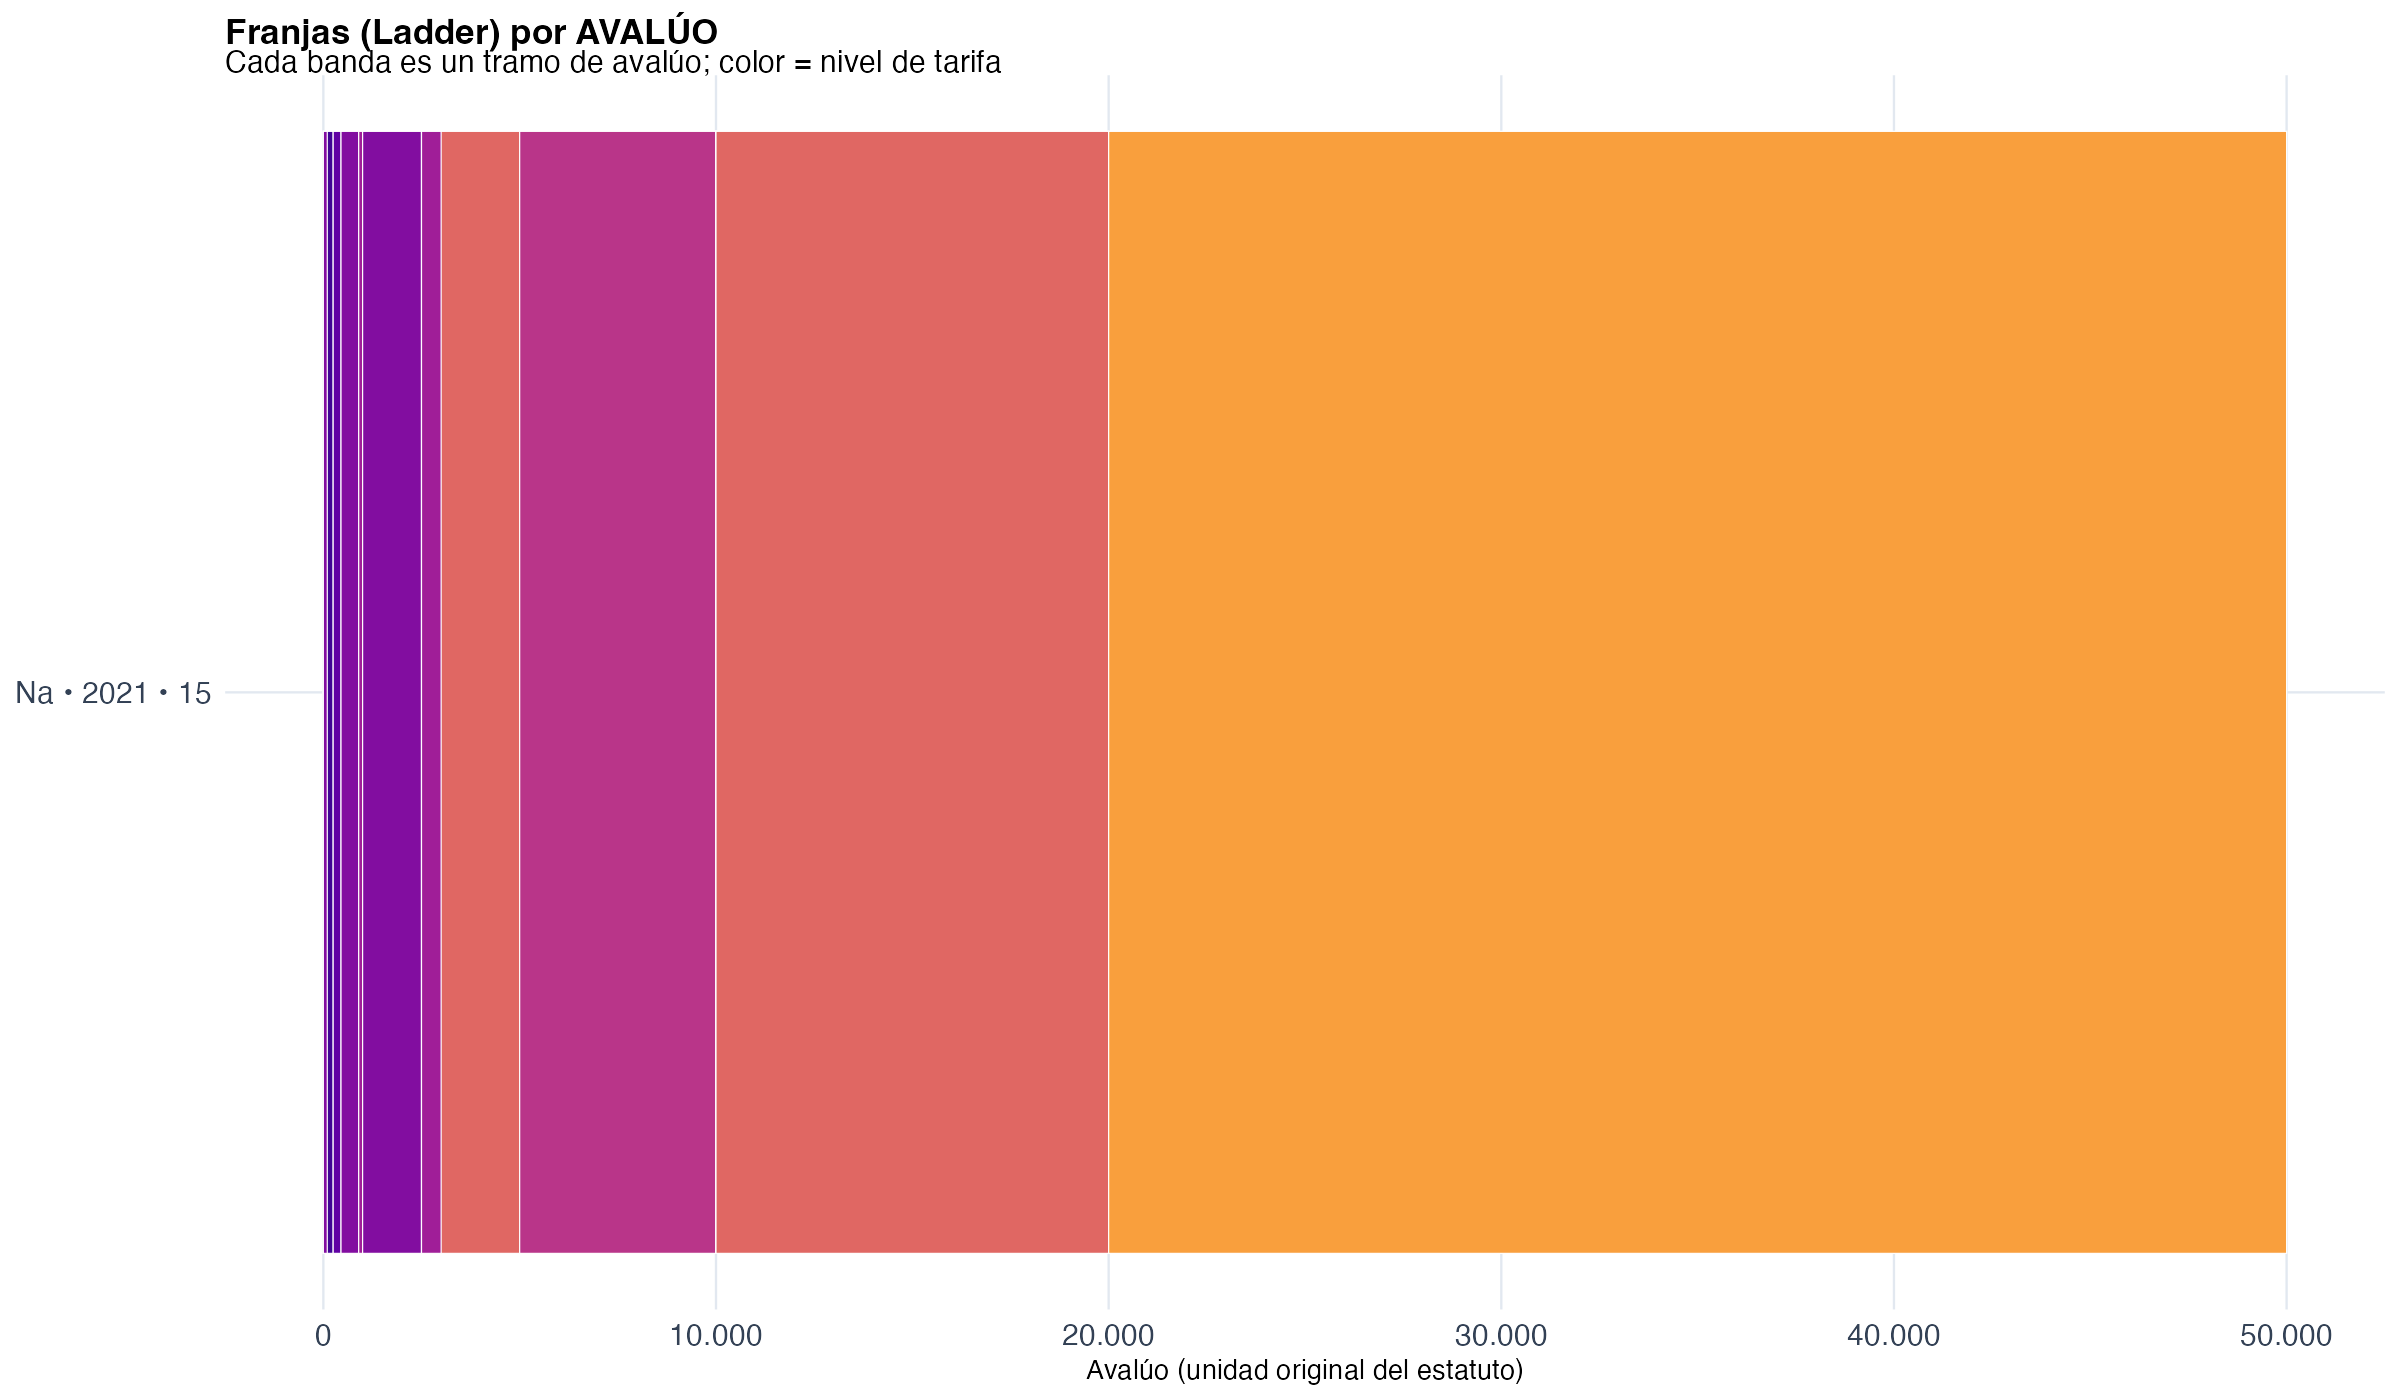 Franjas (Ladder) por AVALÚO
Cada banda es un tramo de avalúo; color = nivel de tarifa
Na • 2021 • 15
0 10.000 20.000 30.000 40.000 50.000
Avalúo (unidad original del estatuto)